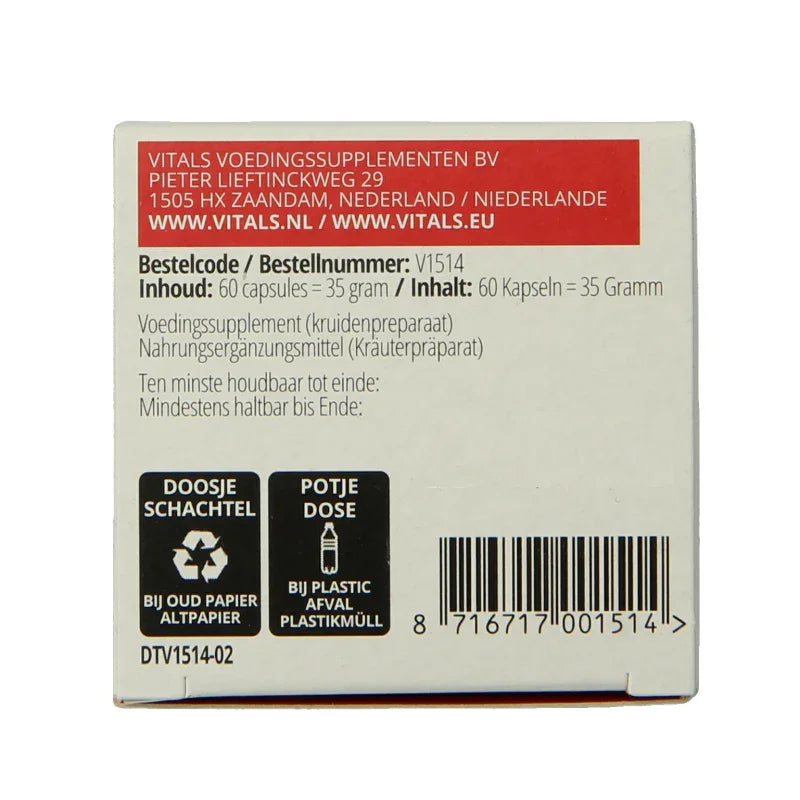 VITALS VOEDINGSSUPPLEMENTEN BV
PIETER LIEFTINCKWEG 29
1505 HX ZAANDAM, NEDERLAND / NIEDERLANDE
WWW.VITALS.NL / WWW.VITALS.EU
Bestelcode / Bestellnummer: V1514
Inhoud: 60 capsules = 35 gram / Inhalt: 60 Kapseln = 35 Gramm
Voedingssupplement (kruidenpreparaat)
Nahrungsergänzungsmittel (Kräuterpräparat)
Ten minste houdbaar tot einde:
Mindestens haltbar bis Ende:
DOOSJE
SCHACHTEL
BIJ OUD PAPIER
ALTPAPIER
POTJE
DOSE
BIJ PLASTIC
AFVAL
PLASTIKMÜLL
8 716717 001514 >
DTV1514-02